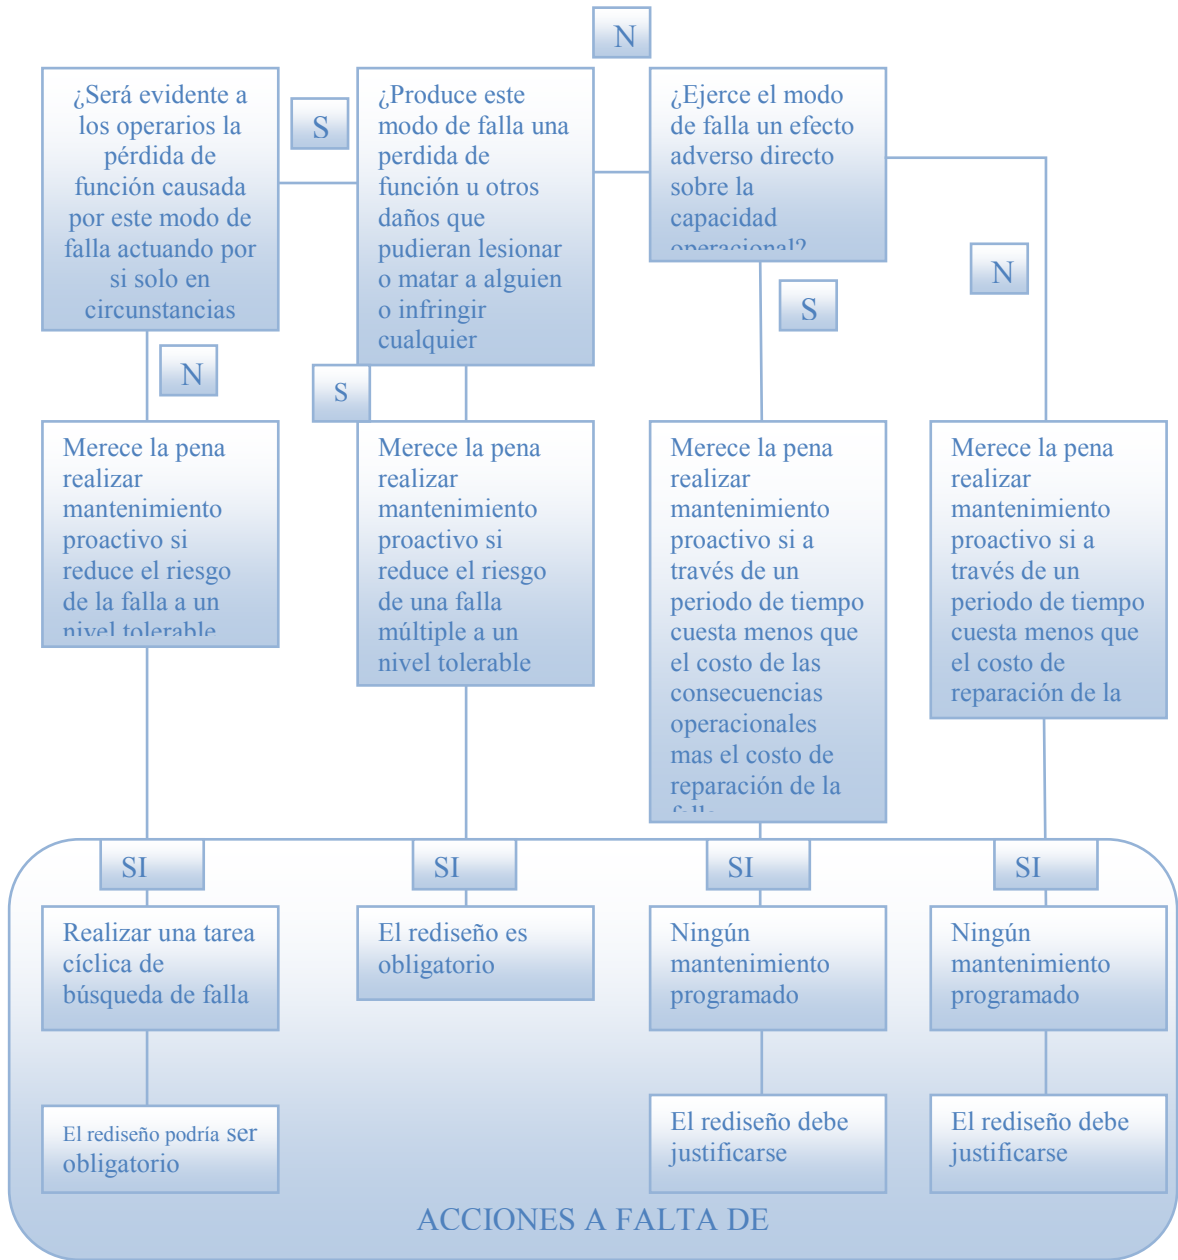 N
¿Será evidente a
los operarios la
pérdida de
función causada
por este modo de
falla actuando por
si solo en
circunstancias
S
¿Produce este
modo de falla una
perdida de
función u otros
daños que
pudieran lesionar
o matar a alguien
o infringir
cualquier
¿Ejerce el modo
de falla un efecto
adverso directo
sobre la
capacidad
operacional?
N
S
N
S
Merece la pena
realizar
mantenimiento
proactivo si
reduce el riesgo
de la falla a un
nivel tolerable
Merece la pena
realizar
mantenimiento
proactivo si
reduce el riesgo
de una falla
múltiple a un
nivel tolerable
Merece la pena
realizar
mantenimiento
proactivo si a
través de un
periodo de tiempo
cuesta menos que
el costo de las
consecuencias
operacionales
mas el costo de
reparación de la
Merece la pena
realizar
mantenimiento
proactivo si a
través de un
periodo de tiempo
cuesta menos que
el costo de
reparación de la
SI
SI
SI
SI
Realizar una tarea
cíclica de
búsqueda de falla
El rediseño es
obligatorio
Ningún
mantenimiento
programado
Ningún
mantenimiento
programado
El rediseño podría ser
obligatorio
El rediseño debe
justificarse
El rediseño debe
justificarse
ACCIONES A FALTA DE